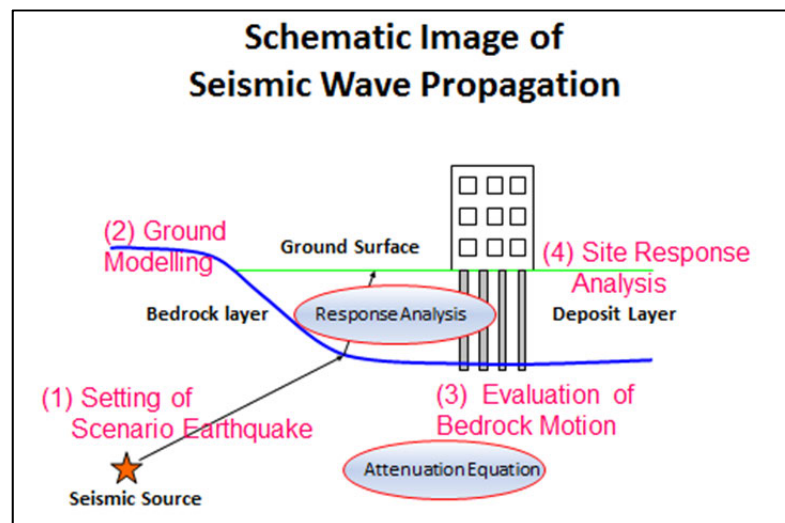 Schematic Image of
Seismic Wave Propagation
(2) Ground
Modelling
Ground Surface
(4) Site Response
Analysis
Bedrock layer
Response Analysis
Deposit Layer
(1) Setting of
Scenario Earthquake
(3) Evaluation of
Bedrock Motion
Attenuation Equation
Seismic Source